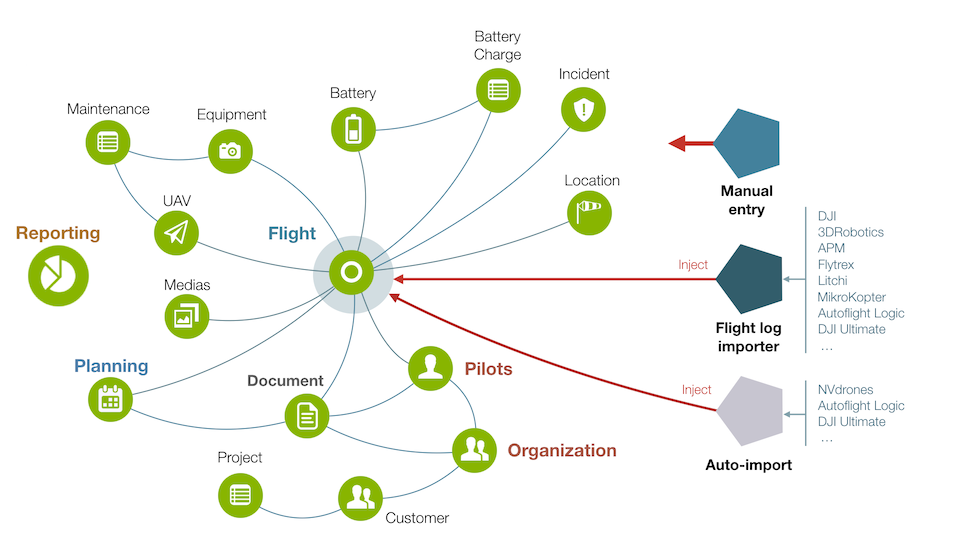 Battery
Charge
Incident
Battery
Maintenance
Equipment
Location
Manual
entry
UAV
Reporting
Flight
DJI
3DRobotics
APM
Flytrex
Litchi
MikroKopter
Autoflight Logic
DJI Ultimate
...
Inject
Flight log
importer
Medias
Planning
Document
Pilots
Inject
NVdrones
Autoflight Logic
DJI Ultimate
...
Auto-import
Organization
Project
Customer